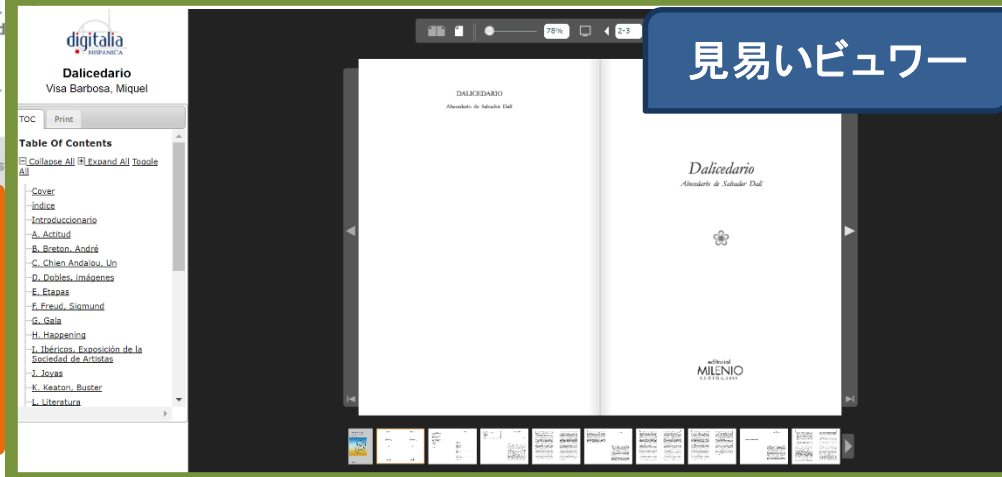 digitalia
HISPANICA
Dalicedario
Visa Barbosa, Miquel
TOC
Print
Table Of Contents
Collapse All Expand All Toggle
All
Cover
índice
Introduccionario
A. Actitud
B. Breton, André
C. Chien Andalou, Un
D. Dobles, imágenes
E. Etapas
F. Freud, Sigmund
G. Gala
H. Happening
I. Ibéricos, Exposición de la
Sociedad de Artistas
J. Joyas
K. Keaton, Buster
L. Literatura
78%
2-3
見易いビュワー
DALICEDARIO
Abecedario de Salvador Dalí
Dalicedario
Abecedario de Salvador Dalí
editorial
MILENIO